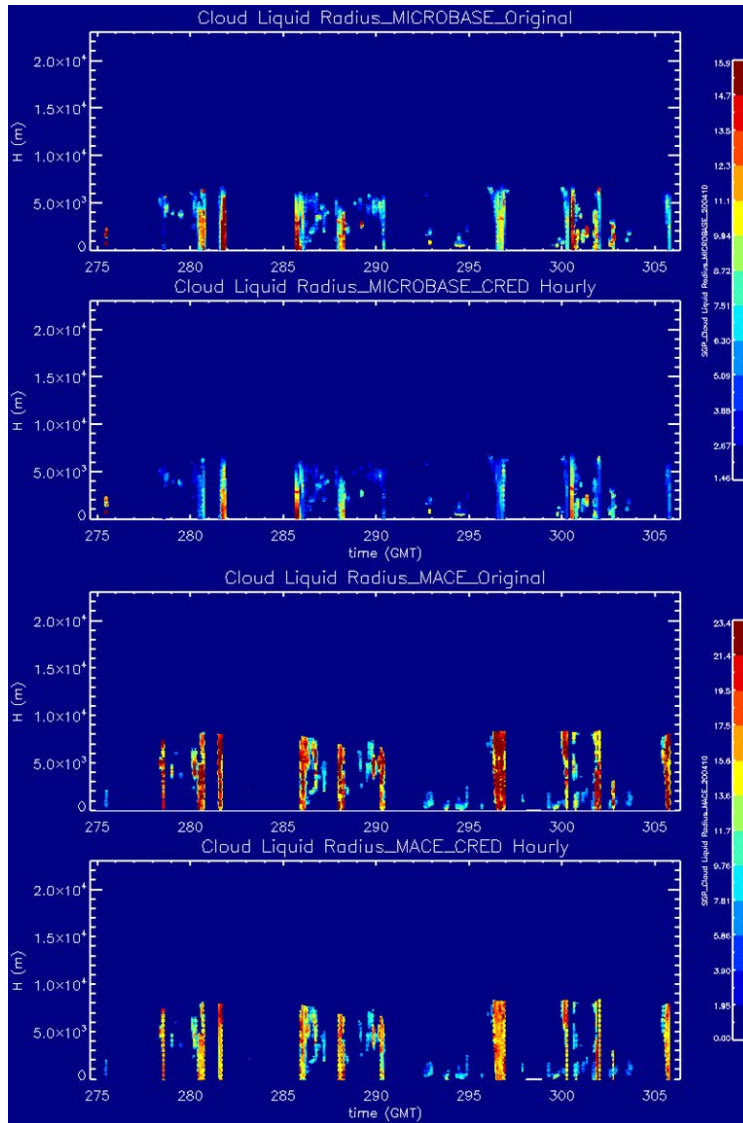 Cloud Liquid Radius_MICROBASE_Original
H (m)
2.0×10⁴
1.5×10⁴
1.0×10⁴
5.0×10³
0
275 280 285 290 295 300 305
Cloud Liquid Radius_MICROBASE_CRED Hourly
H (m)
2.0×10⁴
1.5×10⁴
1.0×10⁴
5.0×10³
0
275 280 285 290 295 300 305
time (GMT)
15.9
14.7
13.5
12.3
11.1
9.94
8.72
7.51
6.30
5.09
3.88
2.67
1.46
SGP_Cloud Liquid Radius_MICROBASE_200410
Cloud Liquid Radius_MACE_Original
H (m)
2.0×10⁴
1.5×10⁴
1.0×10⁴
5.0×10³
0
275 280 285 290 295 300 305
Cloud Liquid Radius_MACE_CRED Hourly
H (m)
2.0×10⁴
1.5×10⁴
1.0×10⁴
5.0×10³
0
275 280 285 290 295 300 305
time (GMT)
23.4
21.4
19.5
17.5
15.6
13.6
11.7
9.76
7.81
5.86
3.90
1.95
0.00
SGP_Cloud Liquid Radius_MACE_200410